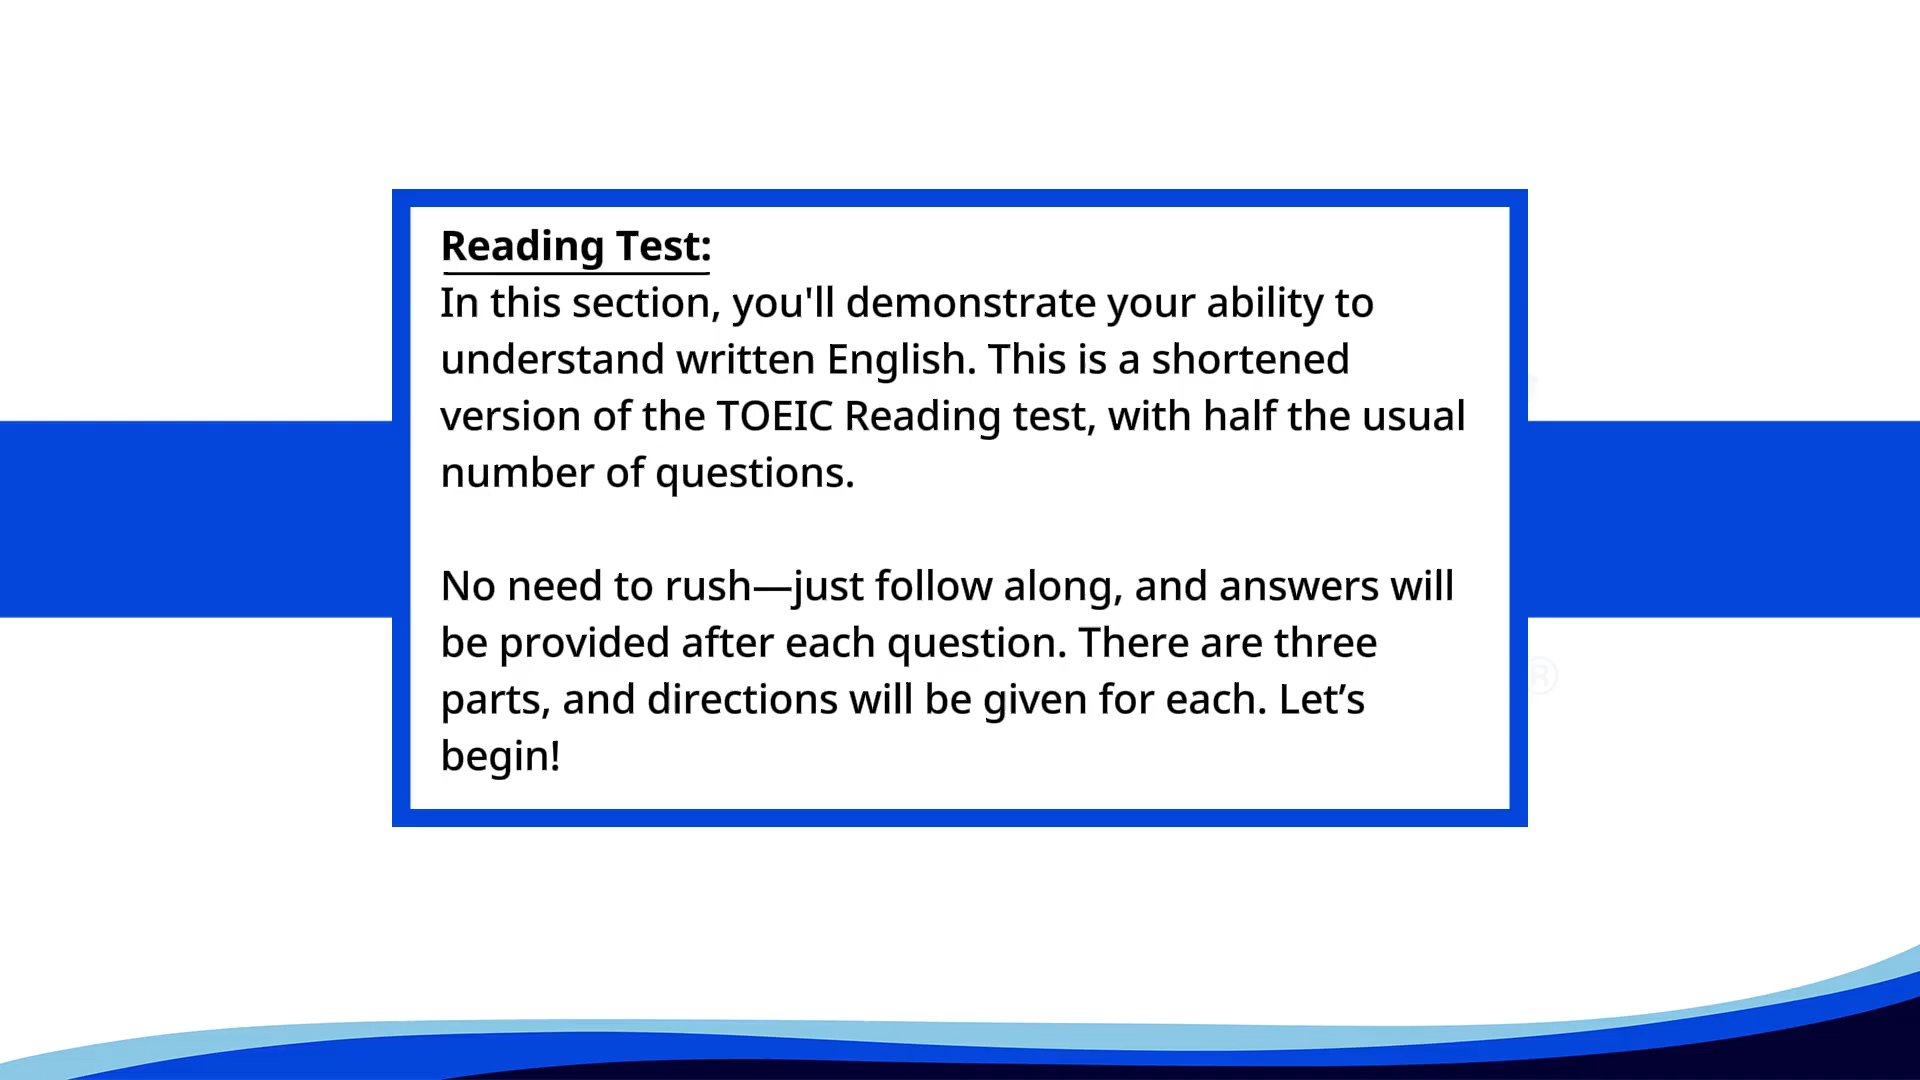 Reading Test:
In this section, you'll demonstrate your ability to
understand written English. This is a shortened
version of the TOEIC Reading test, with half the usual
number of questions.
No need to rush—just follow along, and answers will
be provided after each question. There are three
parts, and directions will be given for each. Let’s
begin!
®